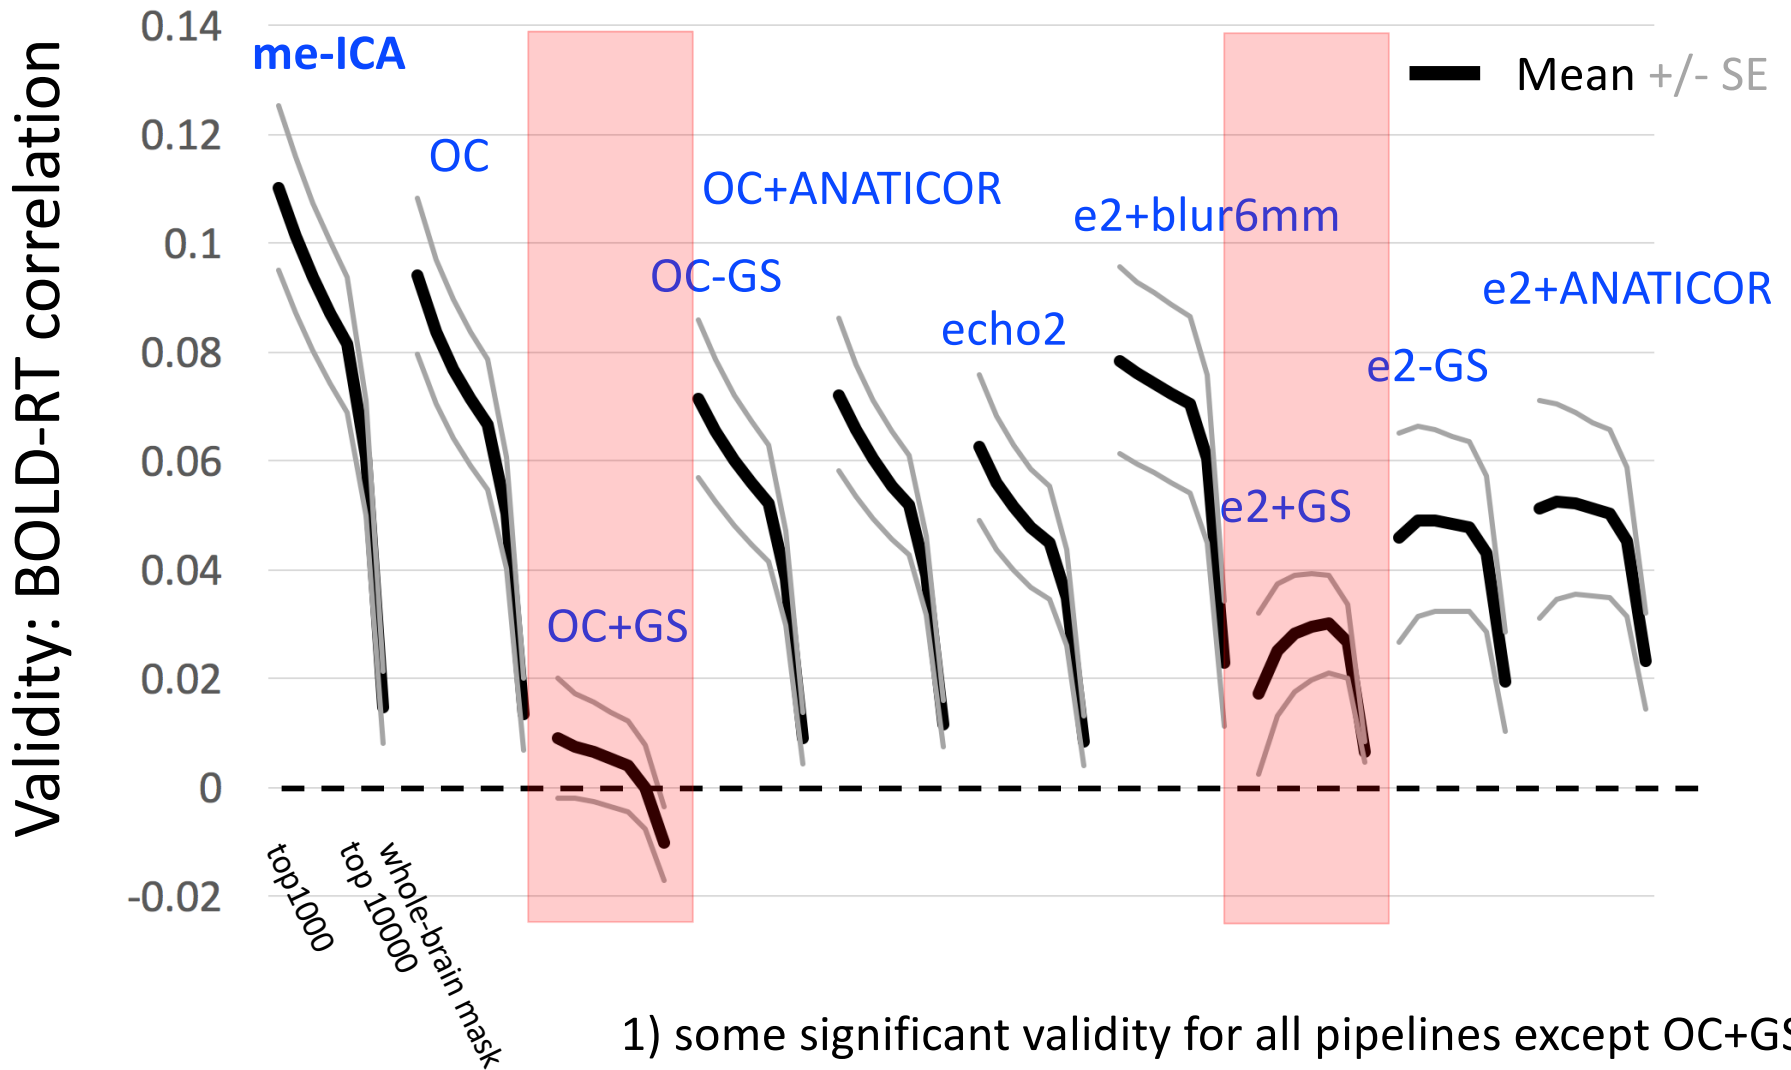 Validity: BOLD-RT correlation
0.14
0.12
0.1
0.08
0.06
0.04
0.02
0
-0.02
me-ICA
OC
OC+GS
OC-GS
OC+ANATICOR
echo2
e2+blur6mm
e2+GS
e2-GS
e2+ANATICOR
Mean +/- SE
top1000
top 10000
whole-brain mask
1) some significant validity for all pipelines except OC+GS